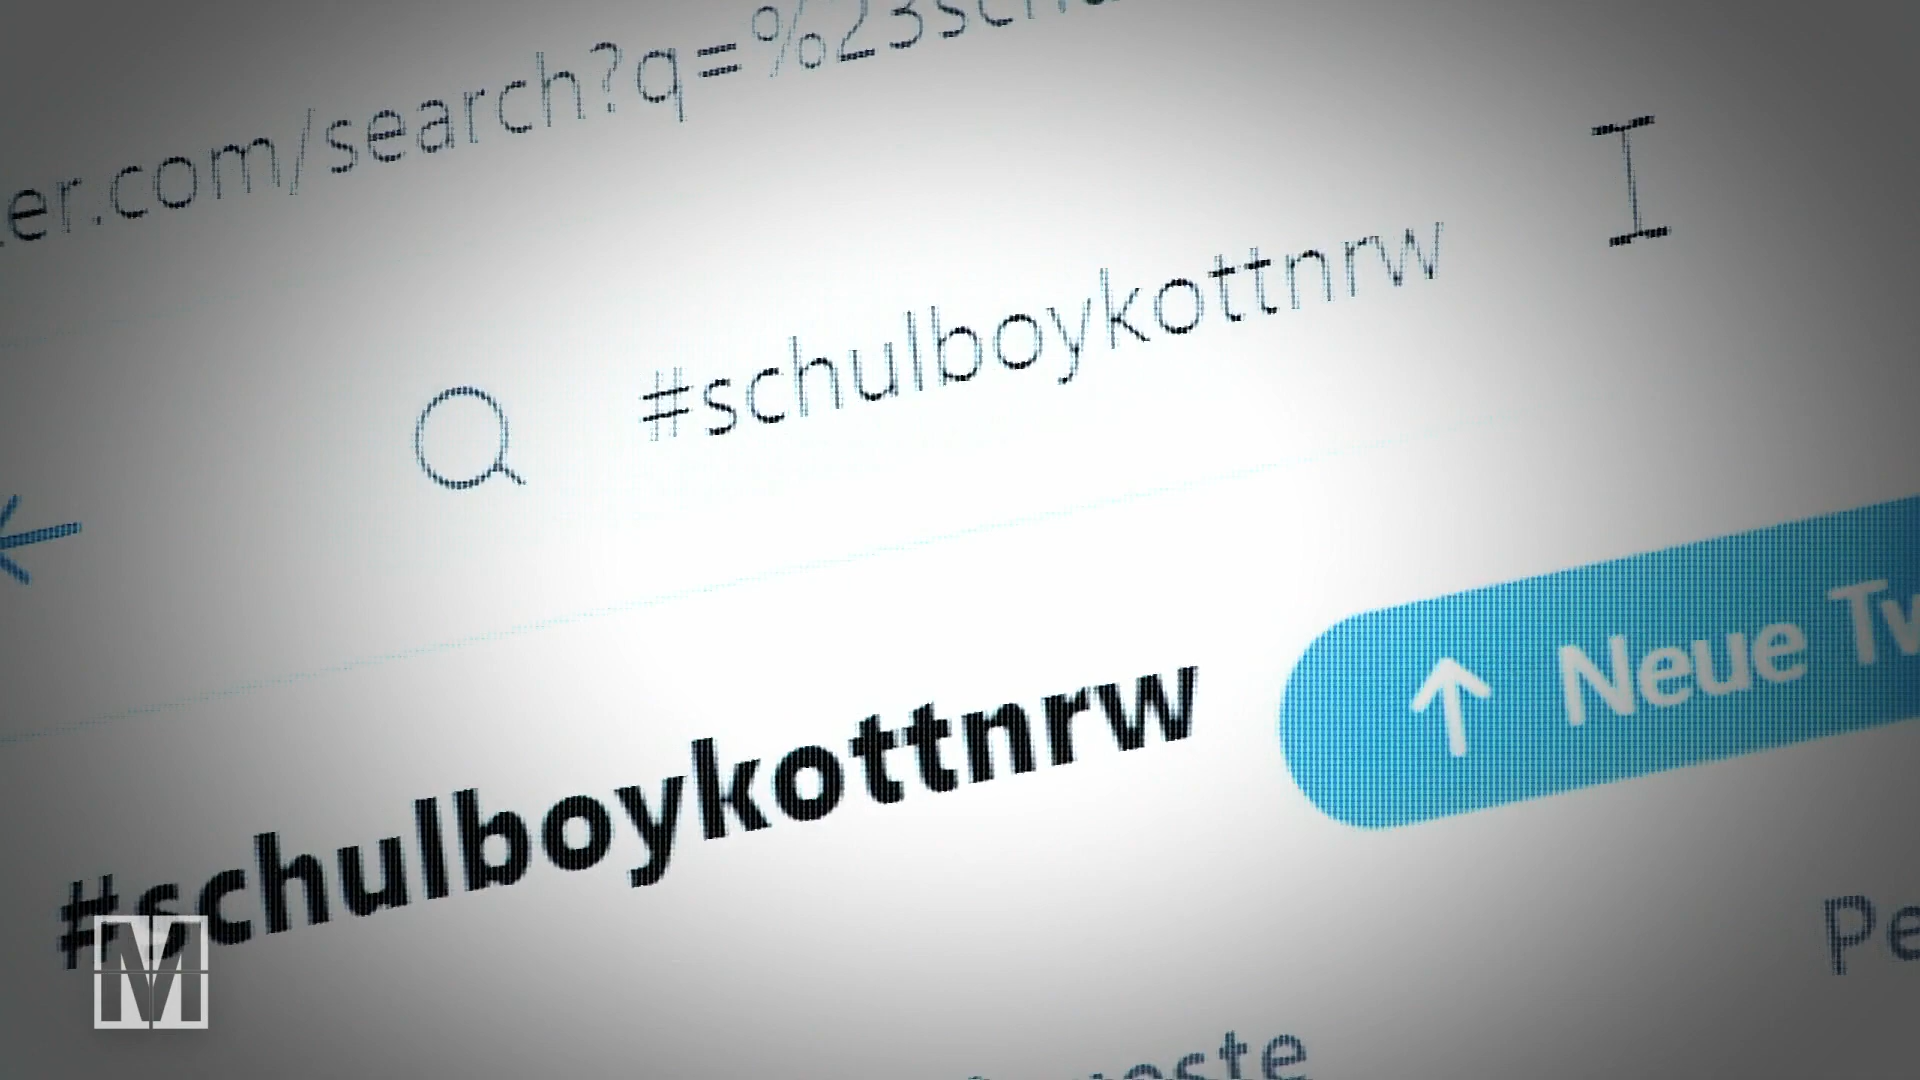 er.com/search?q=%23sch
#schulboykottnrw
#schulboykottnrw
Neue Tw
Pe
M